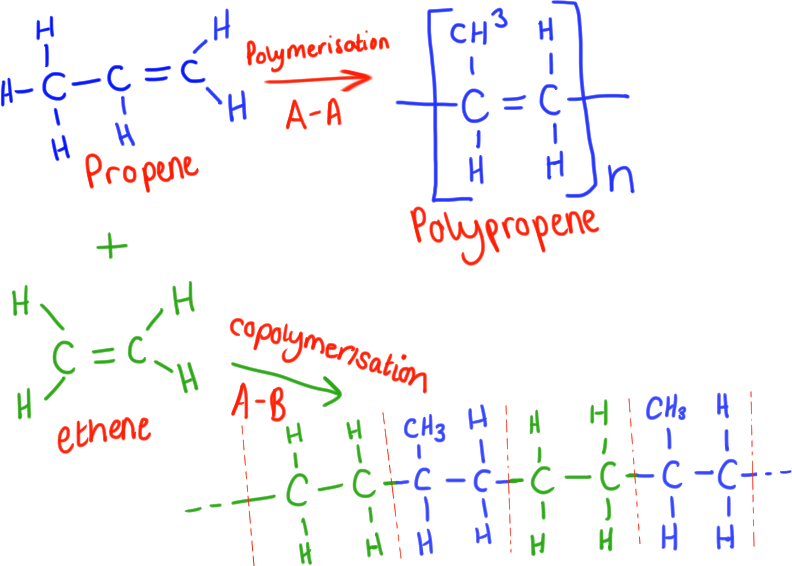 H H
H-C-C=C
H H H
Propene
Polymerisation
A-A
CH³ H
C=C
H H
n
Polypropene
+
H H
C=C
H H
ethene
copolymerisation
A-B
H H CH₃ H H H CH₃ H
--- C-C-C-C-C-C-C-C ---
H H H H H H H H